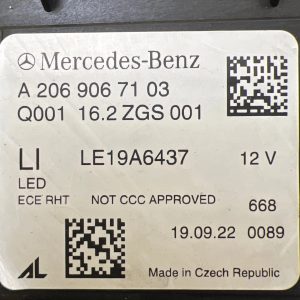 Mercedes-Benz
A 206 906 71 03
Q001 16.2 ZGS 001
LI LE19A6437 12 V
LED
ECE RHT NOT CCC APPROVED 668
19.09.22 0089
AL Made in Czech Republic